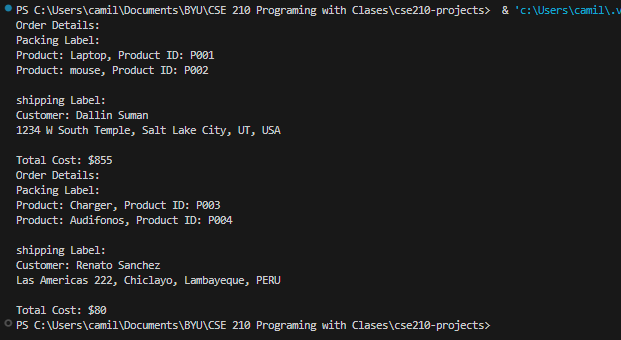 PS C:\Users\camil\Documents\BYU\CSE 210 Programing with Clases\cse210-projects>  & 'c:\Users\camil\.v
Order Details:
Packing Label:
Product: Laptop, Product ID: P001
Product: mouse, Product ID: P002

shipping Label:
Customer: Dallin Suman
1234 W South Temple, Salt Lake City, UT, USA

Total Cost: $855
Order Details:
Packing Label:
Product: Charger, Product ID: P003
Product: Audifonos, Product ID: P004

shipping Label:
Customer: Renato Sanchez
Las Americas 222, Chiclayo, Lambayeque, PERU

Total Cost: $80
PS C:\Users\camil\Documents\BYU\CSE 210 Programing with Clases\cse210-projects>